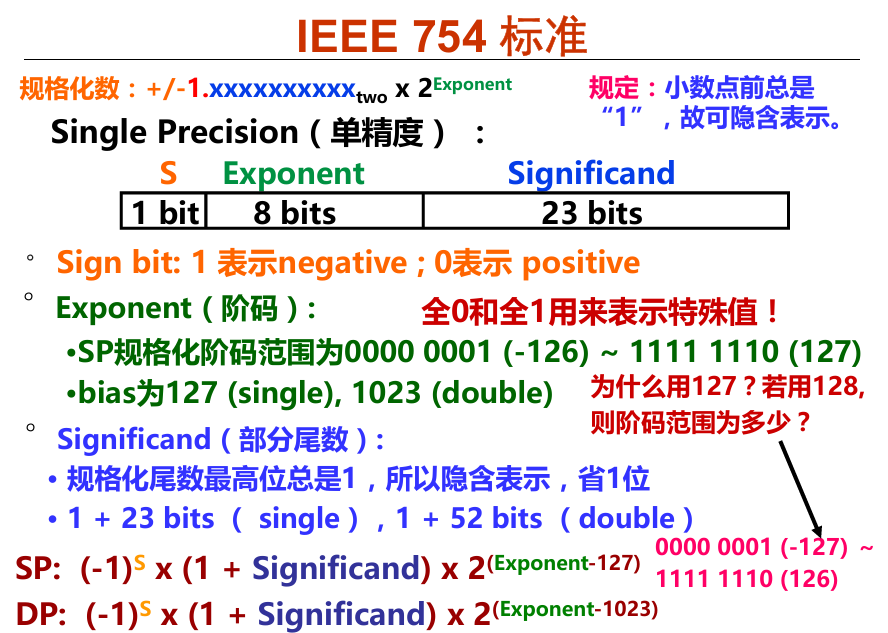 IEEE 754 标准
规格化数：+/-1.xxxxxxxxxxtwo x 2Exponent
规定：小数点前总是
“1”，故可隐含表示。
Single Precision（单精度） ：
S Exponent Significand
1 bit 8 bits 23 bits
° Sign bit: 1 表示negative ; 0表示 positive
° Exponent（阶码）:
全0和全1用来表示特殊值！
•SP规格化阶码范围为0000 0001 (-126) ~ 1111 1110 (127)
•bias为127 (single), 1023 (double)
为什么用127？若用128,
则阶码范围为多少？
° Significand（部分尾数）:
• 规格化尾数最高位总是1，所以隐含表示，省1位
• 1 + 23 bits （ single），1 + 52 bits （double）
0000 0001 (-127) ~
1111 1110 (126)
SP: (-1)S x (1 + Significand) x 2(Exponent-127)
DP: (-1)S x (1 + Significand) x 2(Exponent-1023)